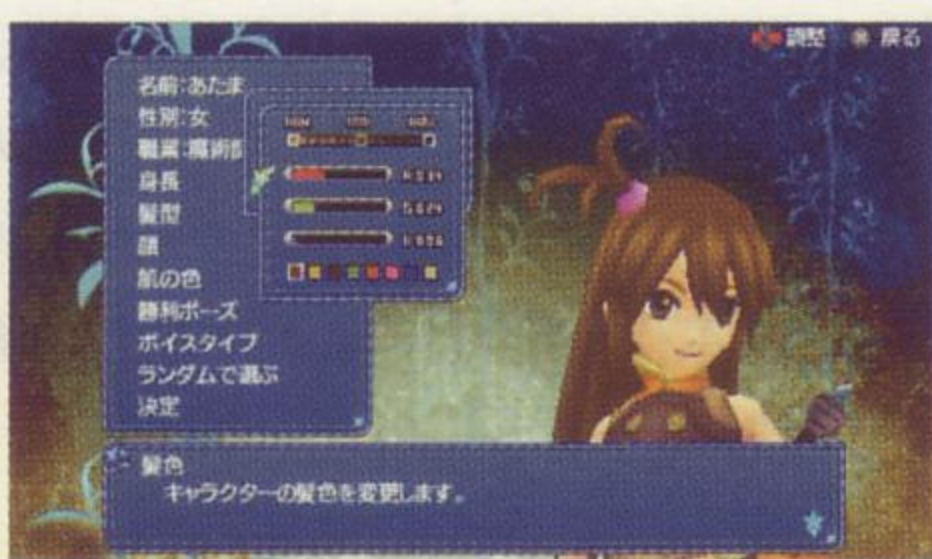 調整 戻る
名前:あたま
性別:女
職業:魔術師
身長
髪型
顔
肌の色
勝利ポーズ
ボイスタイプ
ランダムで選ぶ
決定
髪色
キャラクターの髪色を変更します。